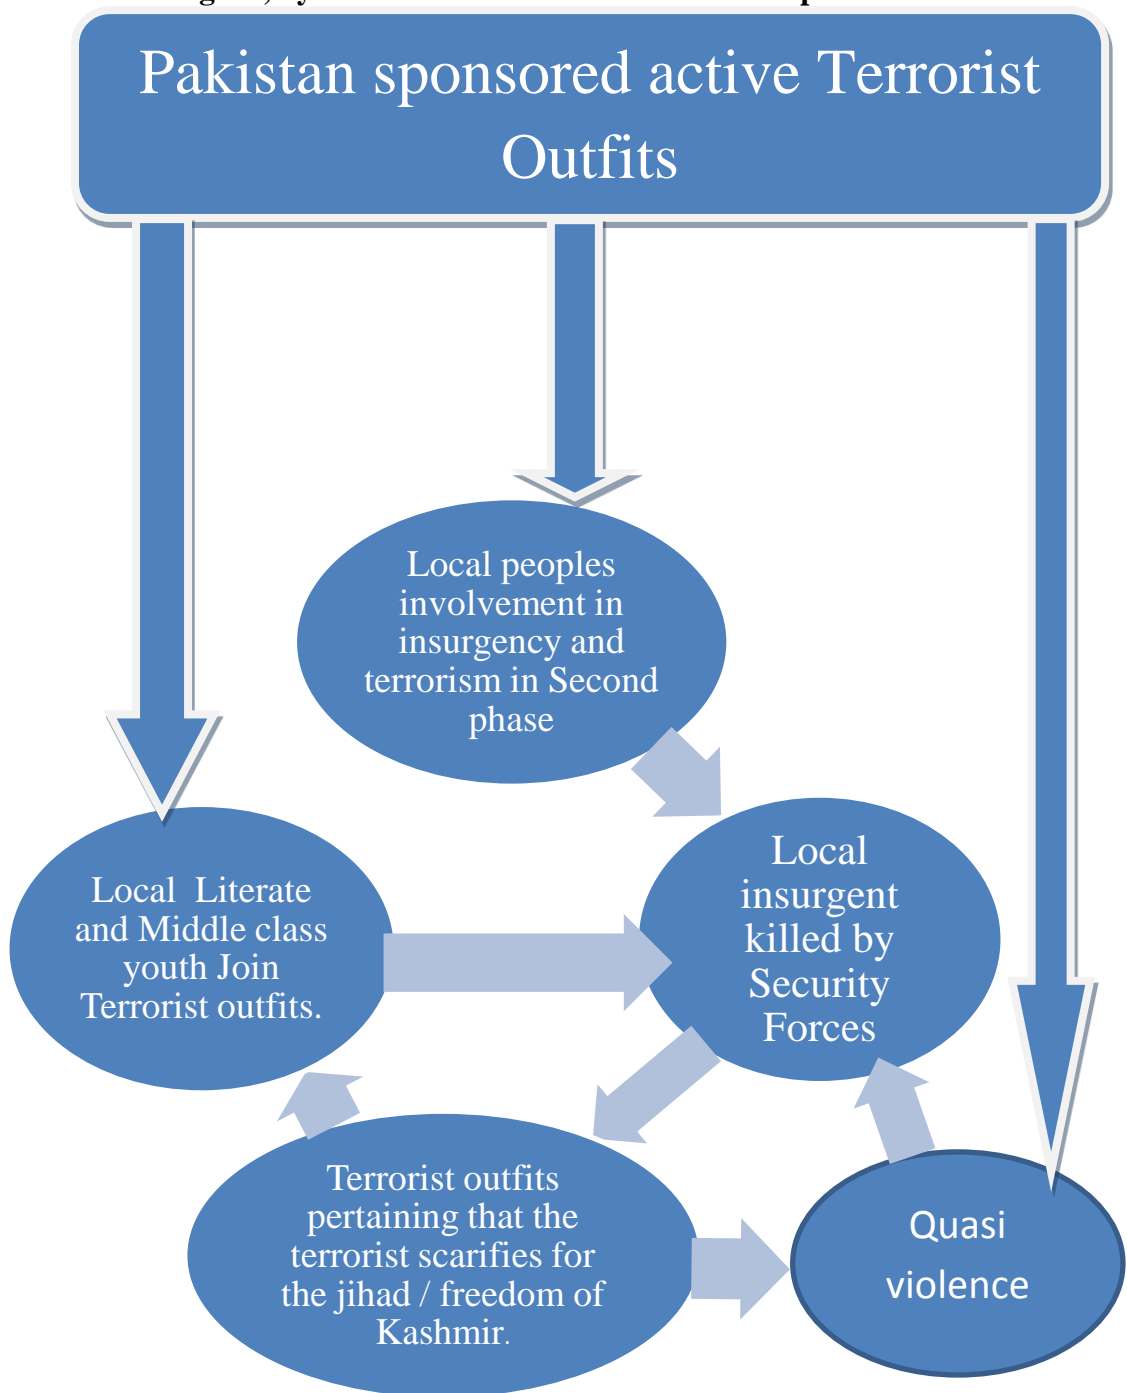 Pakistan sponsored active Terrorist
Outfits
Local peoples
involvement in
insurgency and
terrorism in Second
phase
Local
insurgent
killed by
Security
Forces
Local Literate
and Middle class
youth Join
Terrorist outfits.
Terrorist outfits
pertaining that the
terrorist scarifies for
the jihad / freedom of
Kashmir.
Quasi
violence